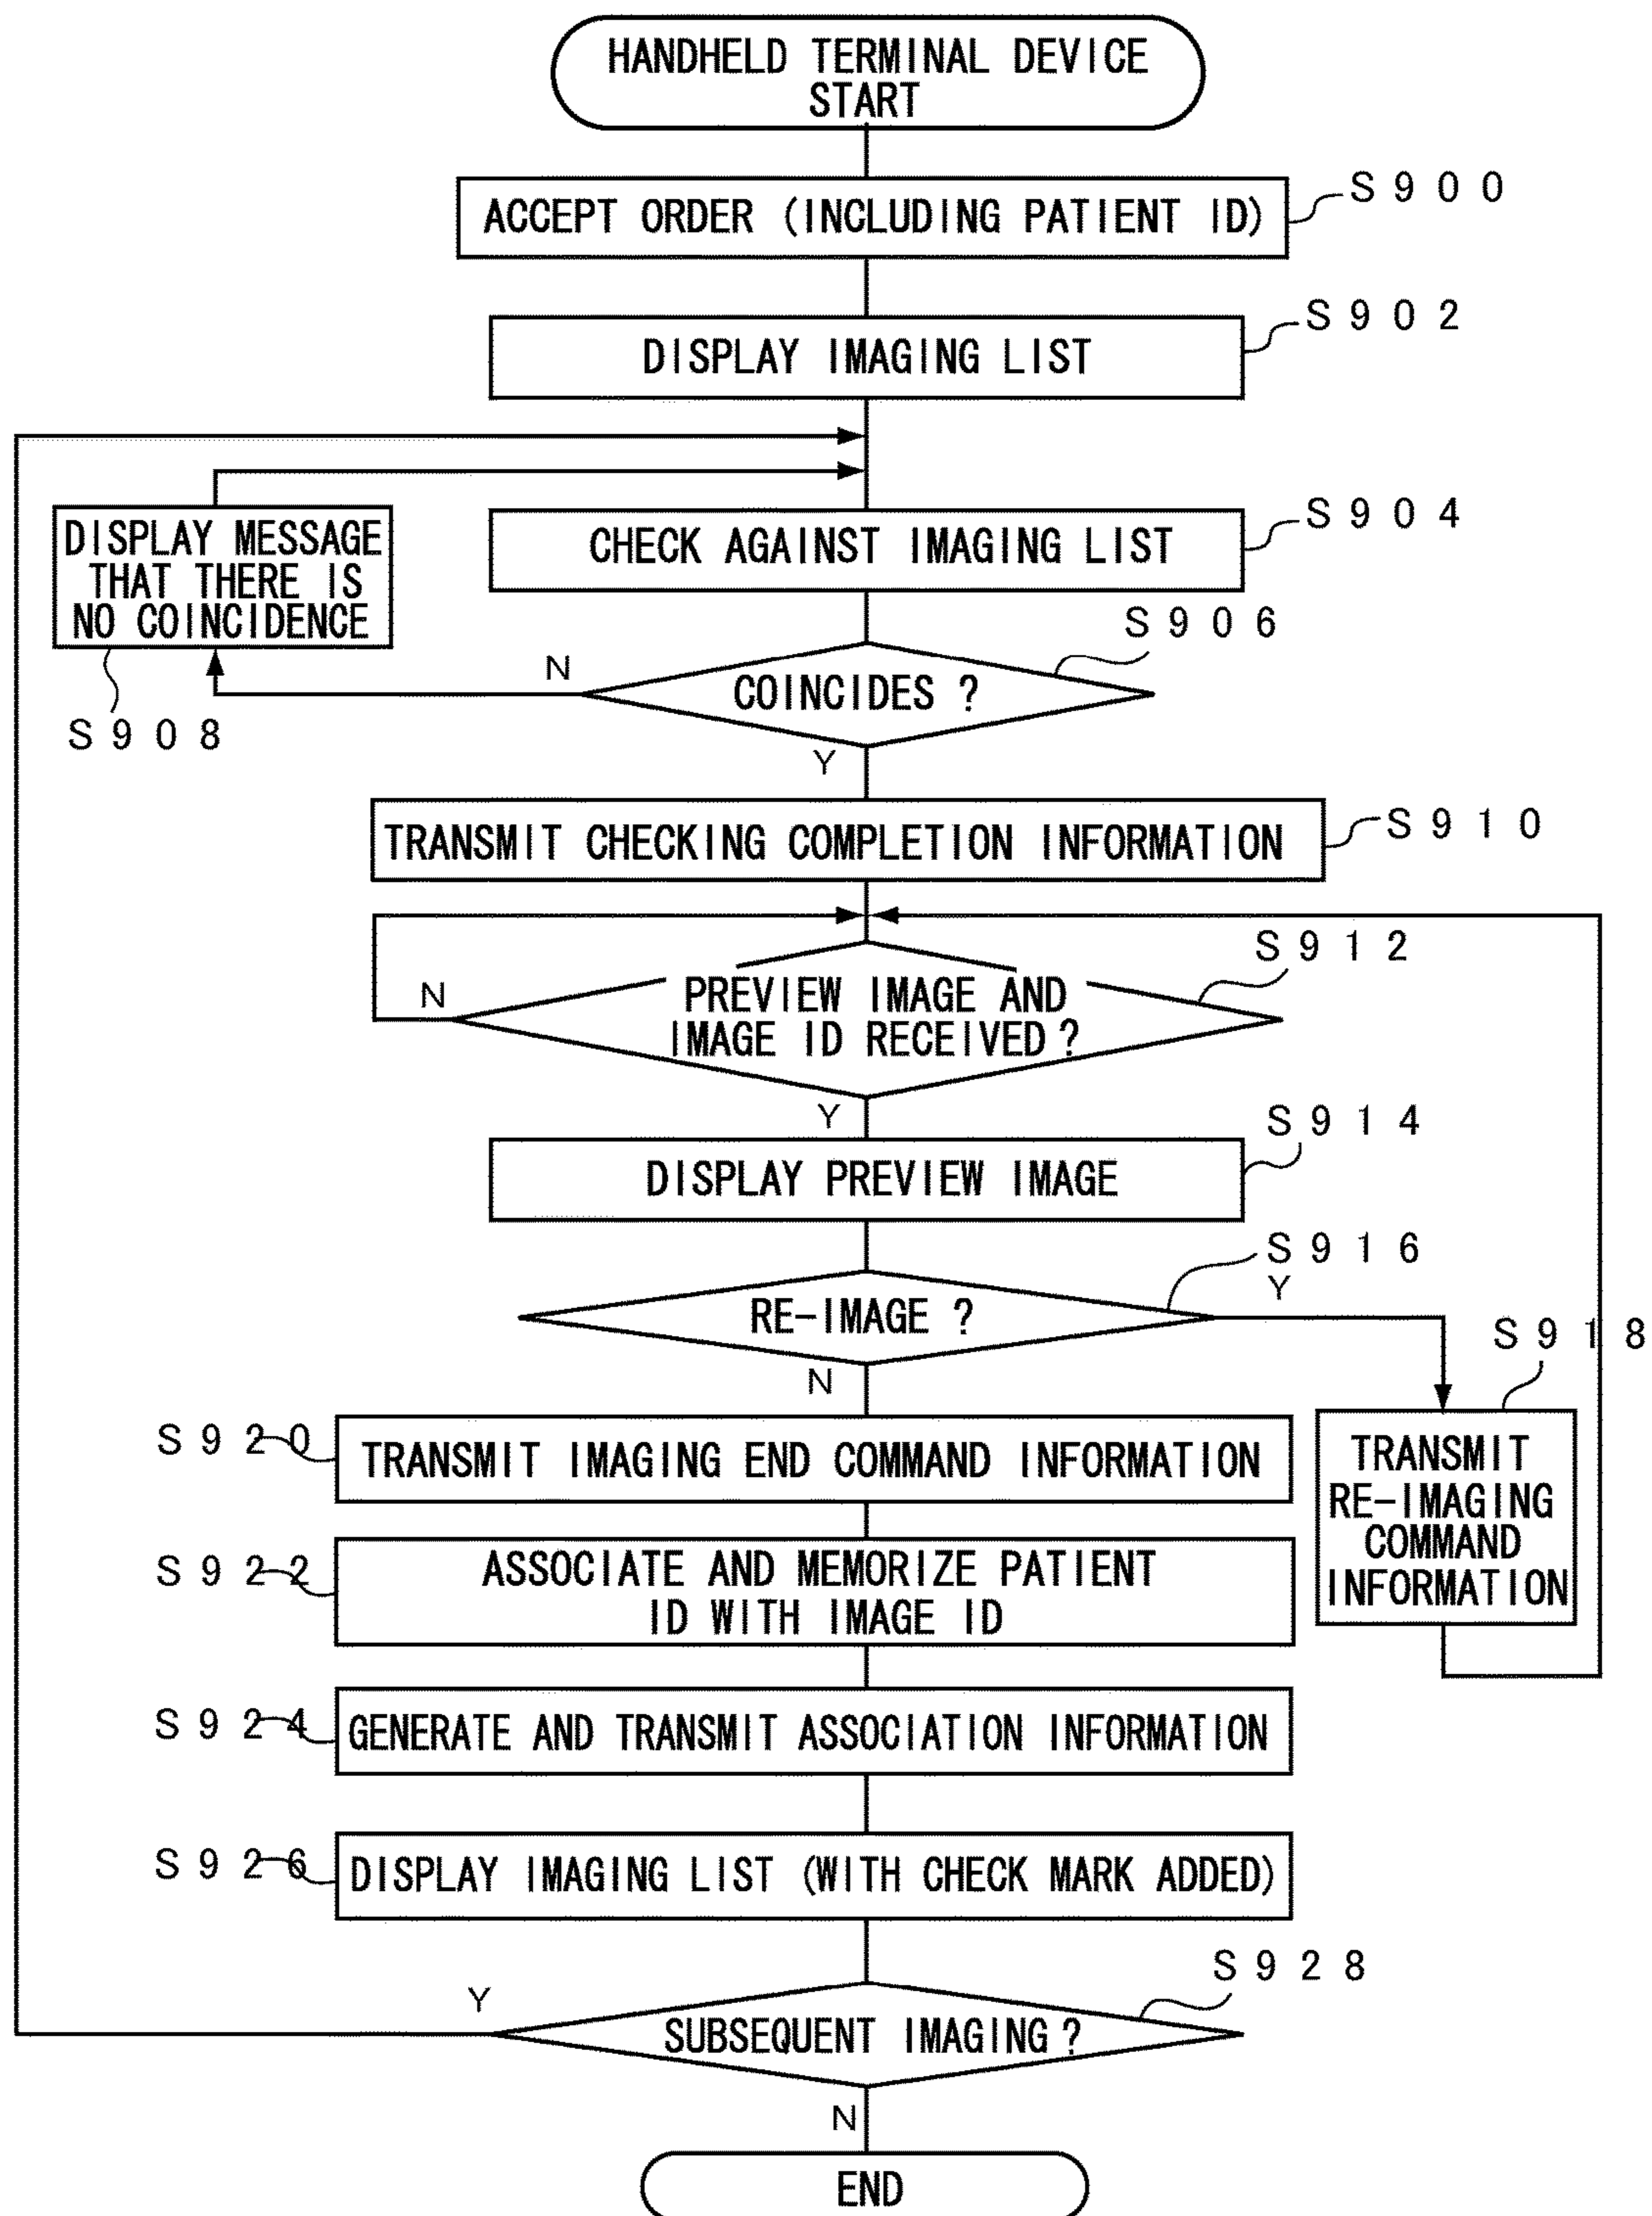 HANDHELD TERMINAL DEVICE
START
ACCEPT ORDER (INCLUDING PATIENT ID)
S900
DISPLAY IMAGING LIST
S902
DISPLAY MESSAGE
THAT THERE IS
NO COINCIDENCE
S908
CHECK AGAINST IMAGING LIST
S904
COINCIDES ?
S906
N
Y
TRANSMIT CHECKING COMPLETION INFORMATION
S910
PREVIEW IMAGE AND
IMAGE ID RECEIVED ?
S912
N
Y
DISPLAY PREVIEW IMAGE
S914
RE-IMAGE ?
S916
Y
N
S918
TRANSMIT
RE-IMAGING
COMMAND
INFORMATION
S920
TRANSMIT IMAGING END COMMAND INFORMATION
S922
ASSOCIATE AND MEMORIZE PATIENT
ID WITH IMAGE ID
S924
GENERATE AND TRANSMIT ASSOCIATION INFORMATION
S926
DISPLAY IMAGING LIST (WITH CHECK MARK ADDED)
S928
Y
SUBSEQUENT IMAGING ?
N
END